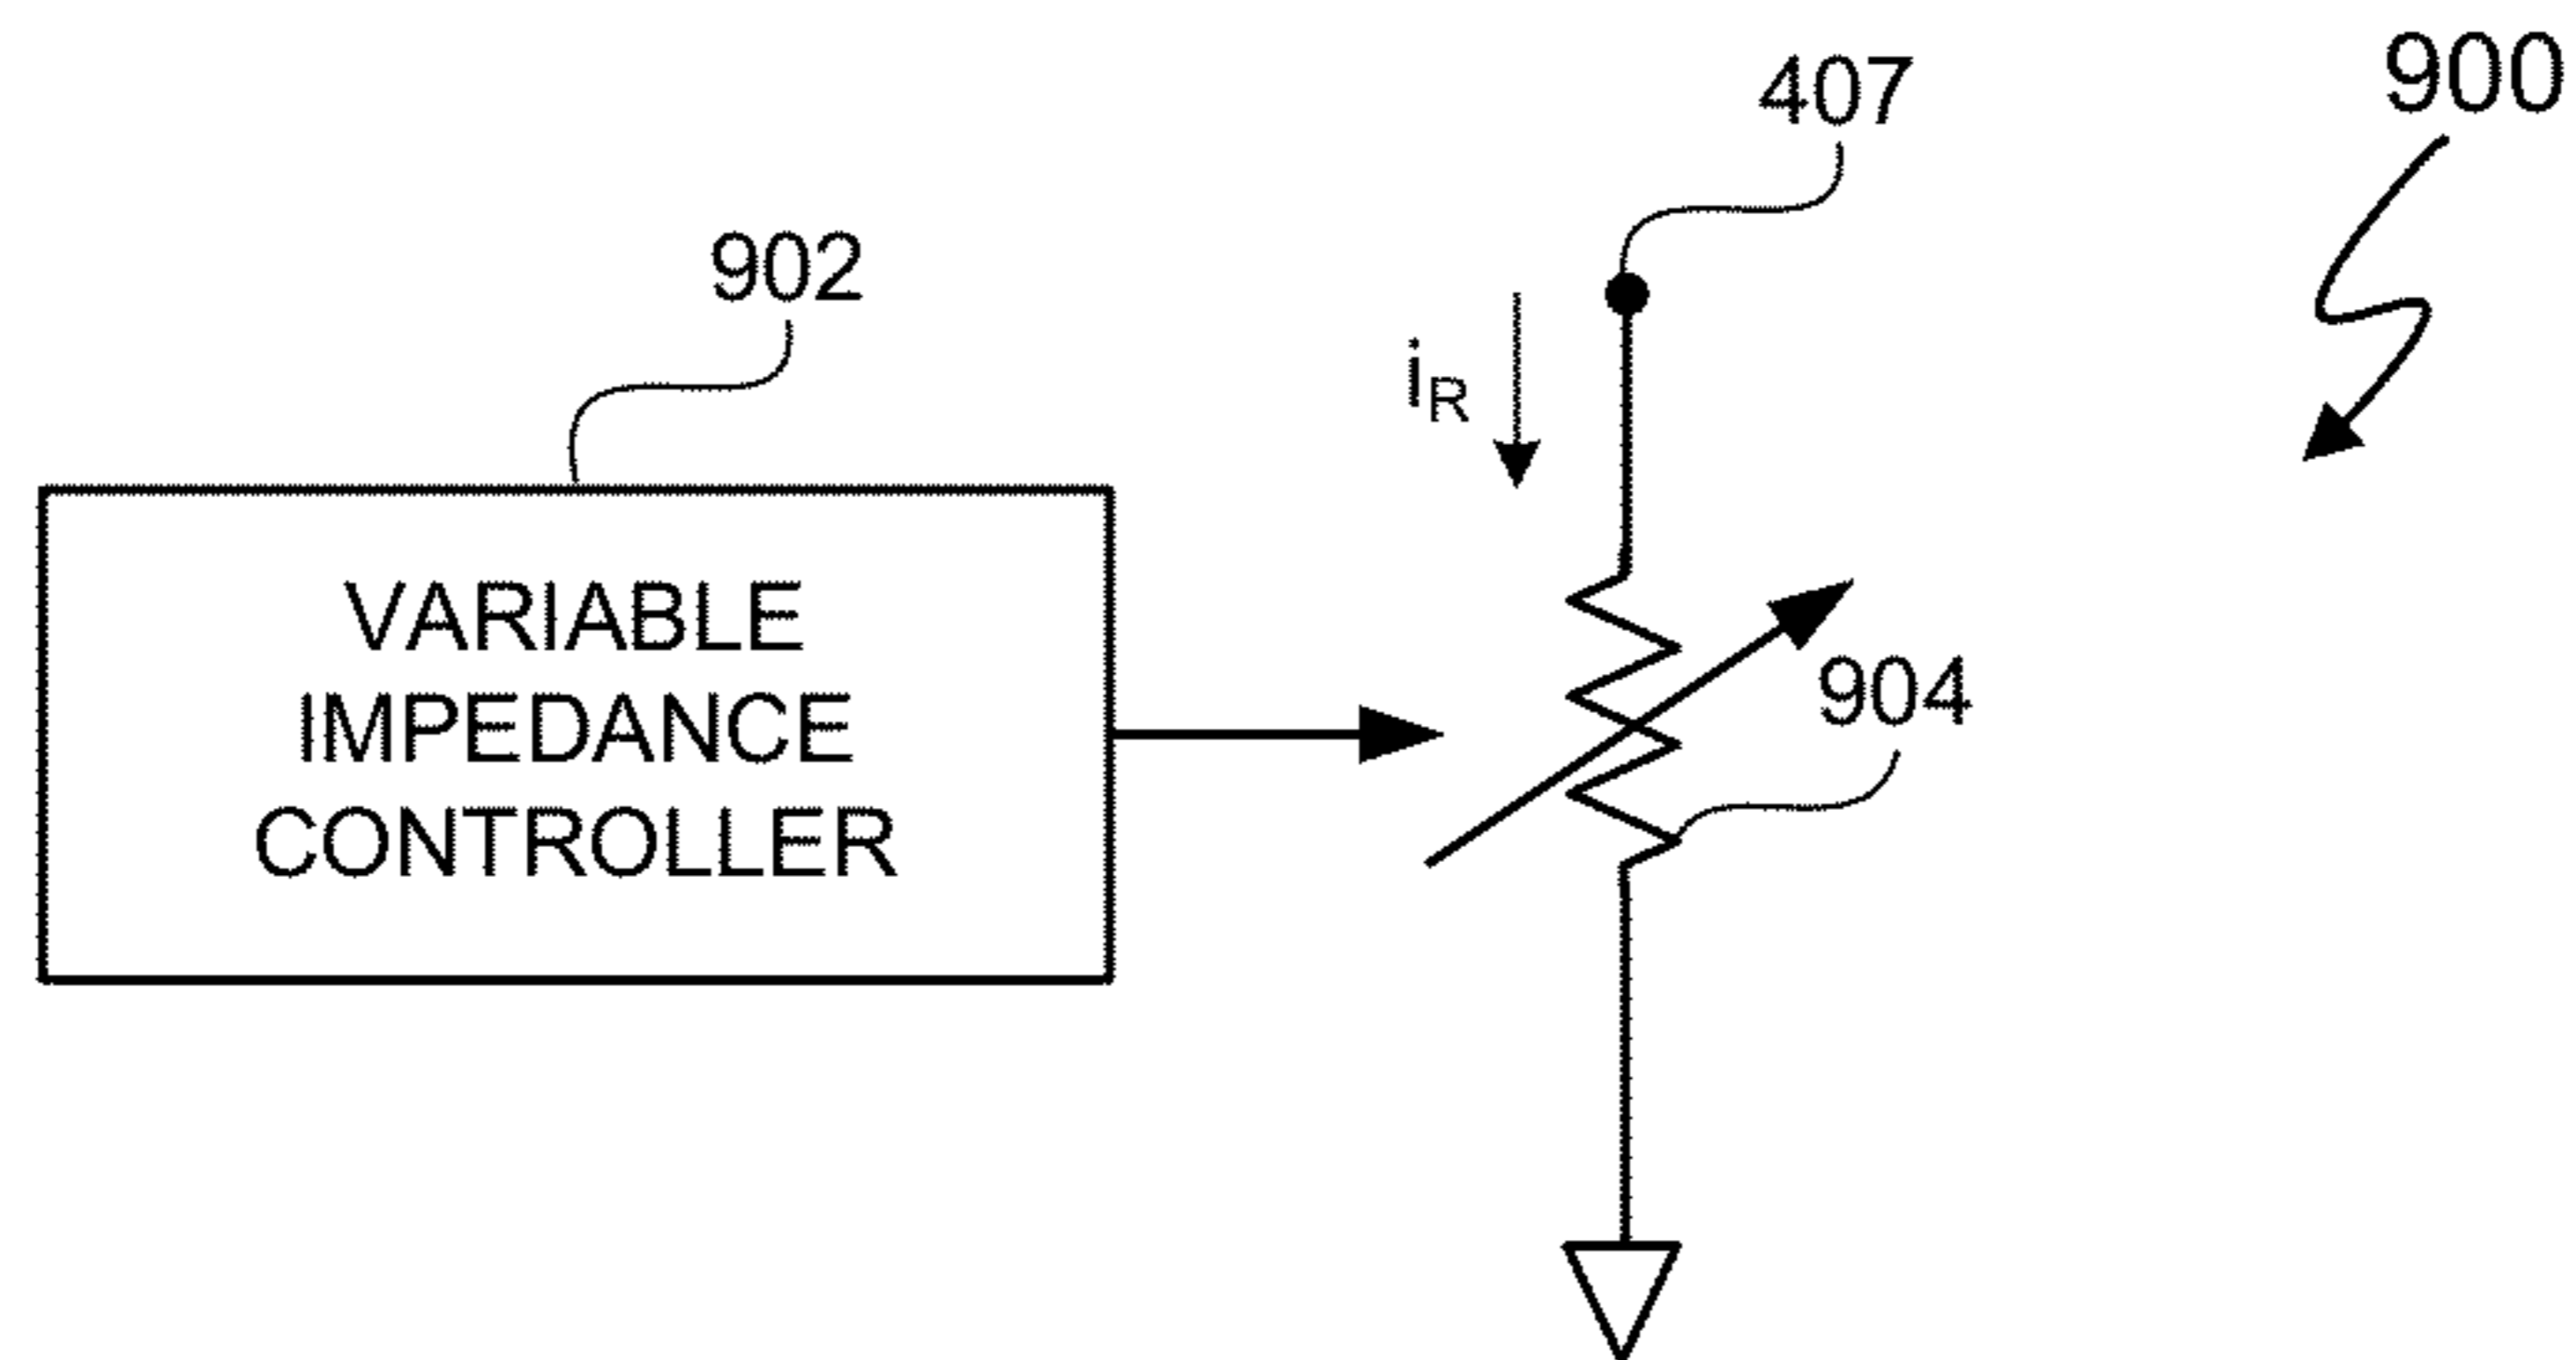 900
407
902
iR
VARIABLE
IMPEDANCE
CONTROLLER
904